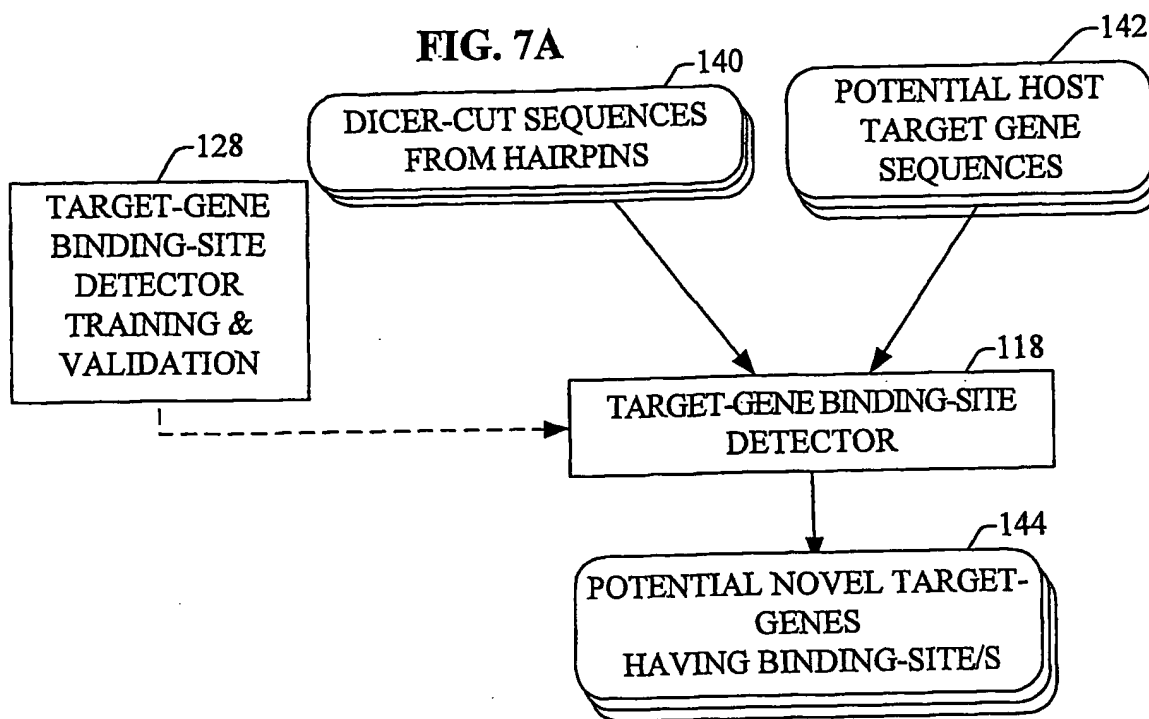 FIG. 7A
140
DICER-CUT SEQUENCES
FROM HAIRPINS
142
POTENTIAL HOST
TARGET GENE
SEQUENCES
128
TARGET-GENE
BINDING-SITE
DETECTOR
TRAINING &
VALIDATION
118
TARGET-GENE BINDING-SITE
DETECTOR
144
POTENTIAL NOVEL TARGET-
GENES
HAVING BINDING-SITE/S